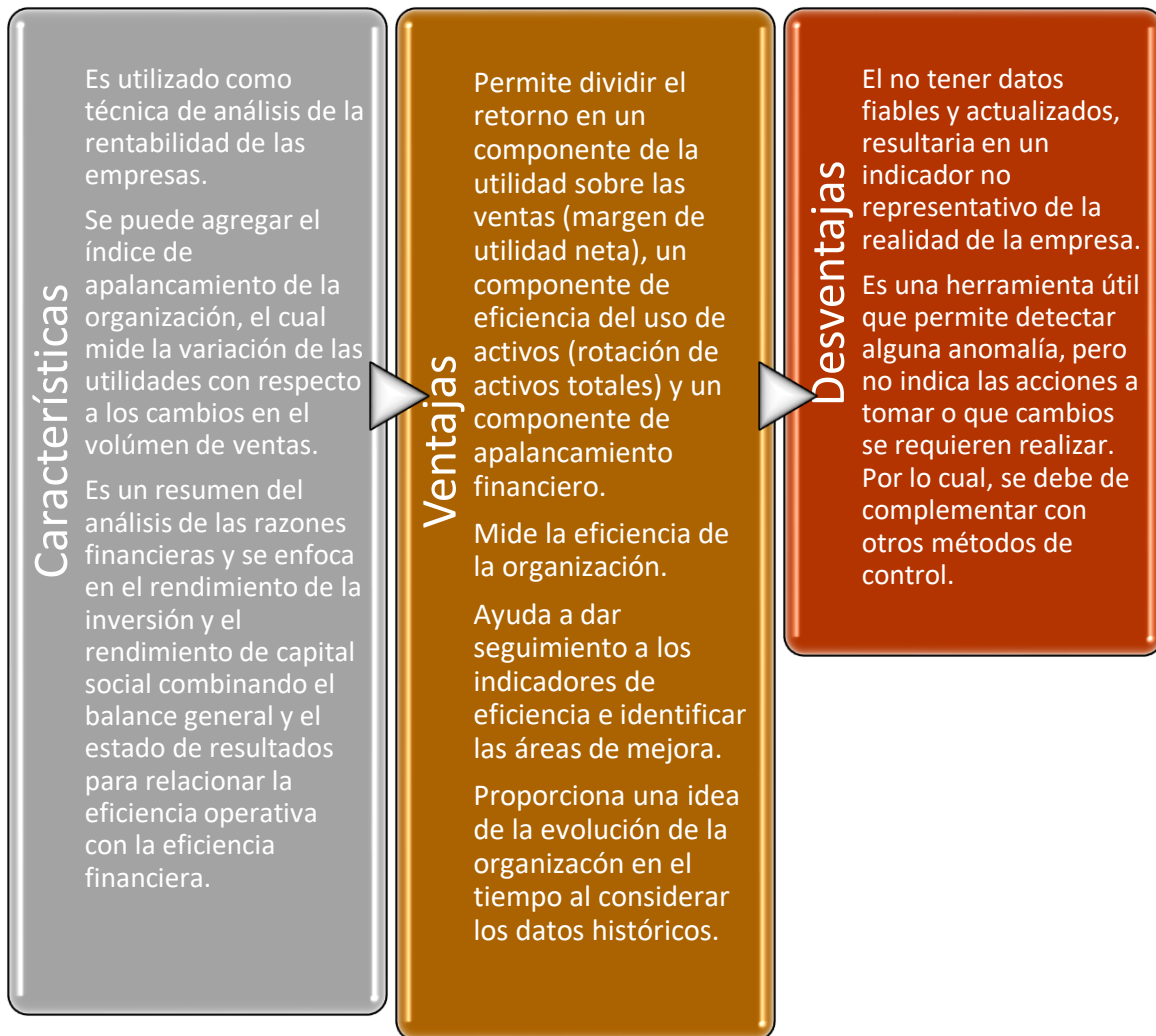 Características
Es utilizado como
técnica de análisis de la
rentabilidad de las
empresas.
Se puede agregar el
índice de
apalancamiento de la
organización, el cual
mide la variación de las
utilidades con respecto
a los cambios en el
volúmen de ventas.
Es un resumen del
análisis de las razones
financieras y se enfoca
en el rendimiento de la
inversión y el
rendimiento de capital
social combinando el
balance general y el
estado de resultados
para relacionar la
eficiencia operativa
con la eficiencia
financiera.
Ventajas
Permite dividir el
retorno en un
componente de la
utilidad sobre las
ventas (margen de
utilidad neta), un
componente de
eficiencia del uso de
activos (rotación de
activos totales) y un
componente de
apalancamiento
financiero.
Mide la eficiencia de
la organización.
Ayuda a dar
seguimiento a los
indicadores de
eficiencia e identificar
las áreas de mejora.
Proporciona una idea
de la evolución de la
organizacón en el
tiempo al considerar
los datos históricos.
Desventajas
El no tener datos
fiables y actualizados,
resultaria en un
indicador no
representativo de la
realidad de la empresa.
Es una herramienta útil
que permite detectar
alguna anomalía, pero
no indica las acciones a
tomar o que cambios
se requieren realizar.
Por lo cual, se debe de
complementar con
otros métodos de
control.